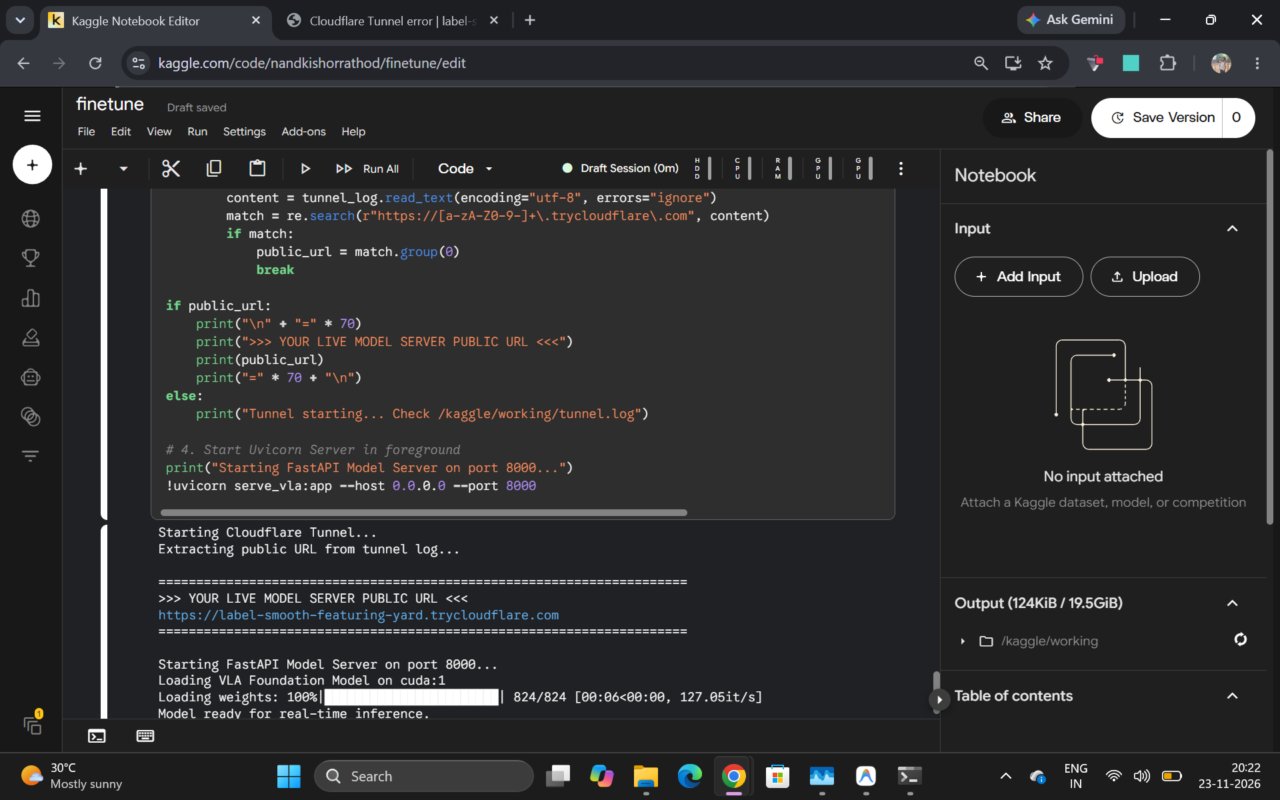 Kaggle Notebook Editor
Cloudflare Tunnel error | label-s
Ask Gemini
kaggle.com/code/nandkishorrathod/finetune/edit
finetune
Draft saved
File Edit View Run Settings Add-ons Help
Share
Save Version 0
Run All
Code
Draft Session (0m)
HDD
CPU
RAM
GPU
GPU
content = tunnel_log.read_text(encoding="utf-8", errors="ignore")
match = re.search(r"https://[a-zA-Z0-9-]+\.trycloudflare\.com", content)
if match:
public_url = match.group(0)
break
if public_url:
print("\n" + "=" * 70)
print(">>> YOUR LIVE MODEL SERVER PUBLIC URL <<<")
print(public_url)
print("=" * 70 + "\n")
else:
print("Tunnel starting... Check /kaggle/working/tunnel.log")
# 4. Start Uvicorn Server in foreground
print("Starting FastAPI Model Server on port 8000...")
!uvicorn serve_vla:app --host 0.0.0.0 --port 8000
Starting Cloudflare Tunnel...
Extracting public URL from tunnel log...
======================================================================
>>> YOUR LIVE MODEL SERVER PUBLIC URL <<<
https://label-smooth-featuring-yard.trycloudflare.com
======================================================================
Starting FastAPI Model Server on port 8000...
Loading VLA Foundation Model on cuda:1
Loading weights: 100%|███████████████████████| 824/824 [00:06<00:00, 127.05it/s]
Model ready for real-time inference.
Notebook
Input
Add Input
Upload
No input attached
Attach a Kaggle dataset, model, or competition
Output (124KiB / 19.5GiB)
/kaggle/working
Table of contents
1
30°C
Mostly sunny
Search
ENG
IN
20:22
23-11-2026